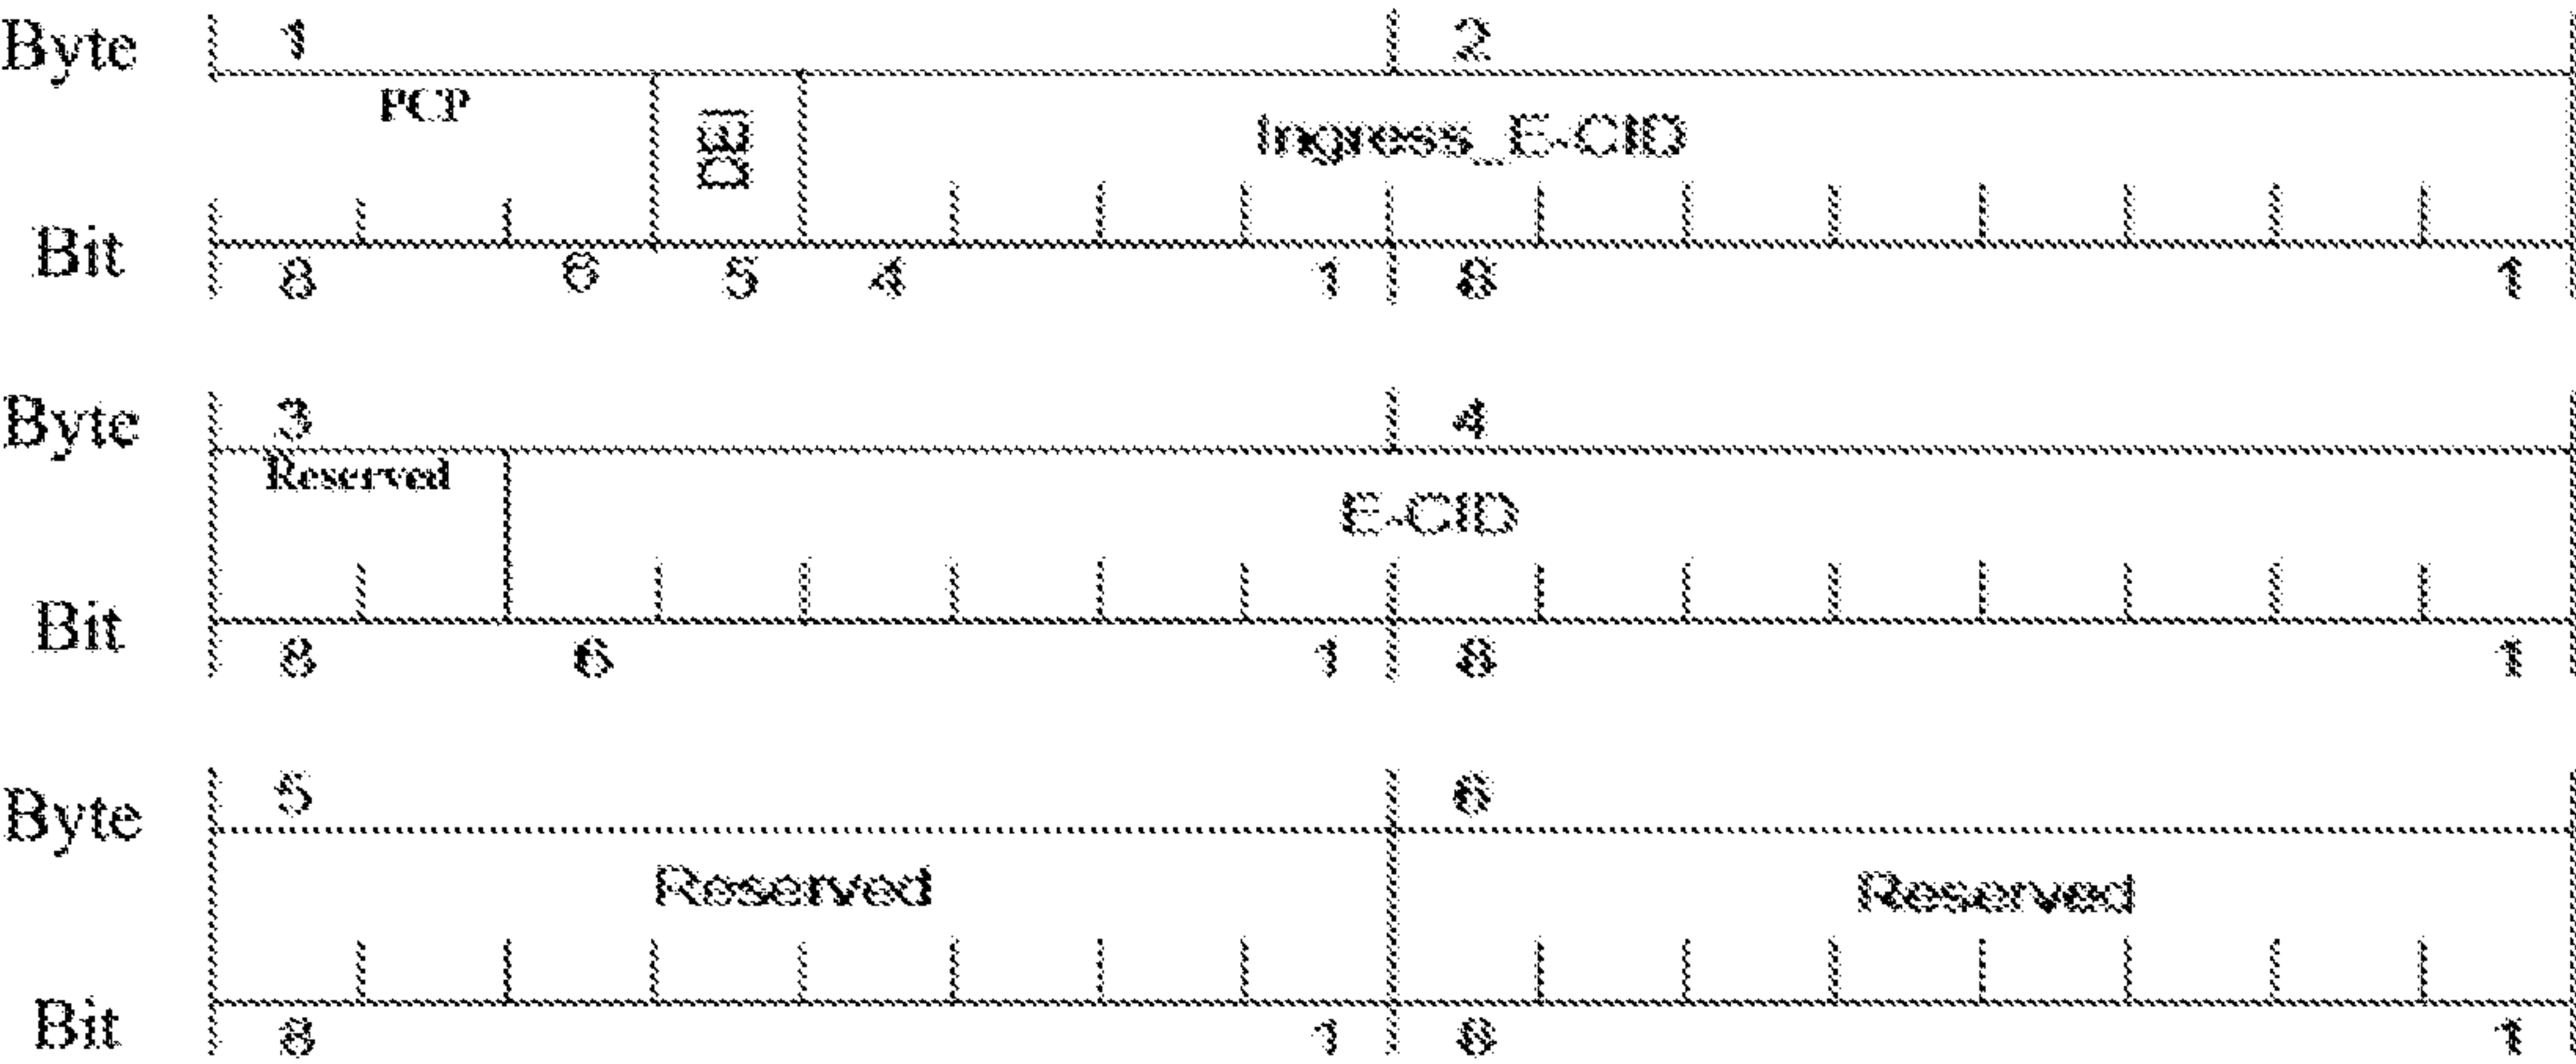 Byte 1 2
PCP DEI Ingress_E-CID
Bit 8 6 5 4 1 8 1
Byte 3 4
Reserved E-CID
Bit 8 6 1 8 1
Byte 5 6
Reserved Reserved
Bit 8 1 8 1